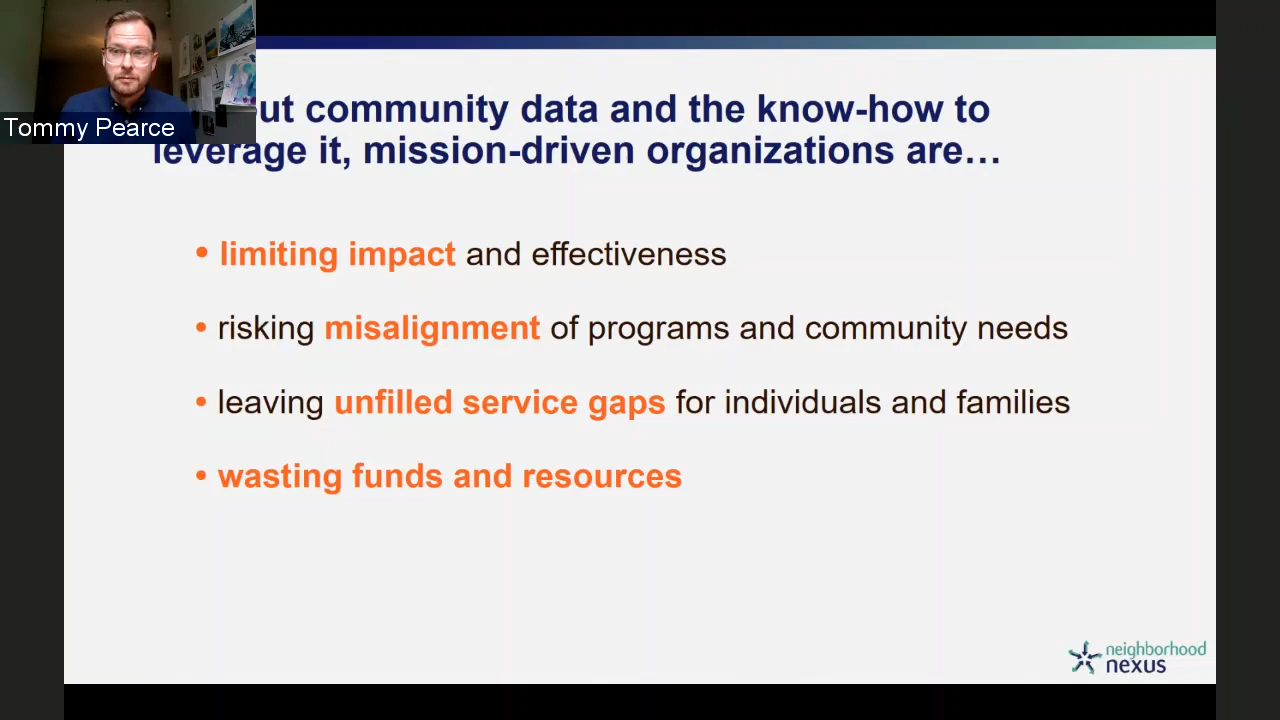 Tommy Pearce
ut community data and the know-how to
leverage it, mission-driven organizations are…
• limiting impact and effectiveness
• risking misalignment of programs and community needs
• leaving unfilled service gaps for individuals and families
• wasting funds and resources
neighborhood
nexus